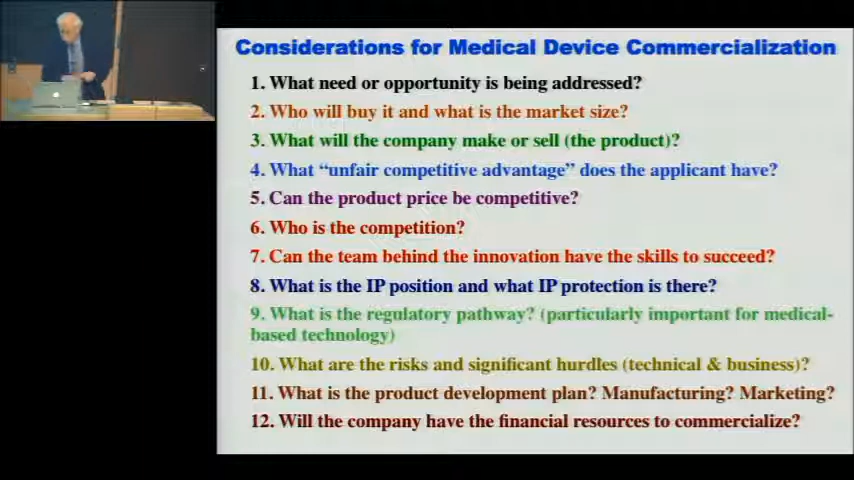 Considerations for Medical Device Commercialization
1. What need or opportunity is being addressed?
2. Who will buy it and what is the market size?
3. What will the company make or sell (the product)?
4. What “unfair competitive advantage” does the applicant have?
5. Can the product price be competitive?
6. Who is the competition?
7. Can the team behind the innovation have the skills to succeed?
8. What is the IP position and what IP protection is there?
9. What is the regulatory pathway? (particularly important for medical-
based technology)
10. What are the risks and significant hurdles (technical & business)?
11. What is the product development plan? Manufacturing? Marketing?
12. Will the company have the financial resources to commercialize?